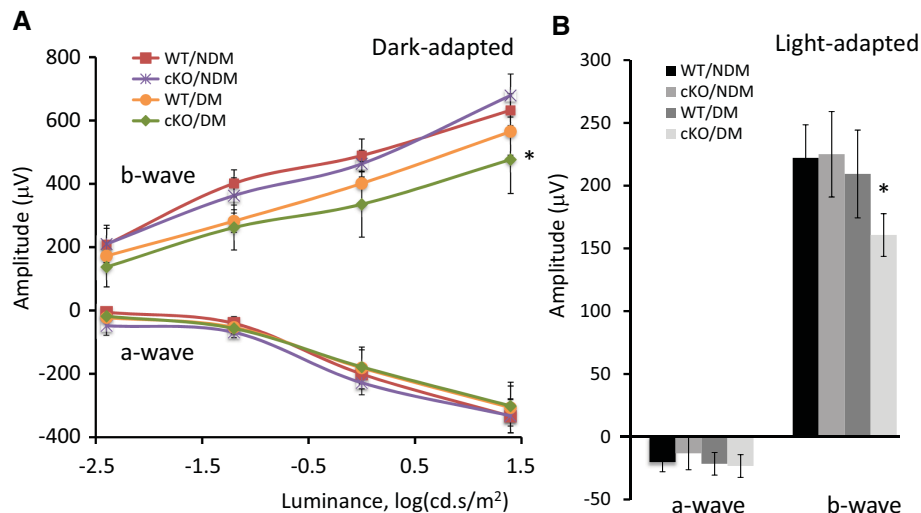 A
Dark-adapted
WT/NDM
cKO/NDM
WT/DM
cKO/DM
b-wave
a-wave
*
Amplitude (μV)
800
600
400
200
0
-200
-400
-2.5
-1.5
-0.5
0.5
1.5
Luminance, log(cd.s/m²)
B
Light-adapted
WT/NDM
cKO/NDM
WT/DM
cKO/DM
*
Amplitude (μV)
300
250
200
150
100
50
0
-50
a-wave
b-wave